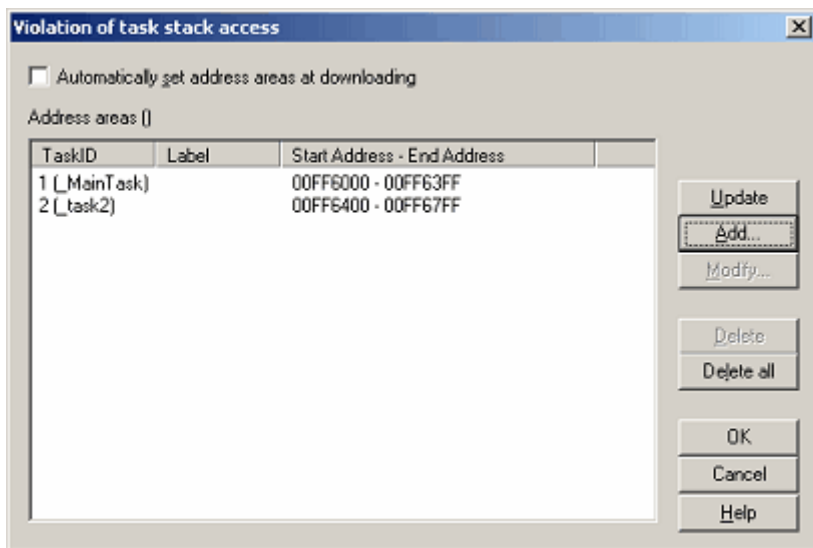 Violation of task stack access
Automatically set address areas at downloading
Address areas ()
TaskID Label Start Address - End Address
1 (_MainTask) 00FF6000 - 00FF63FF
2 (_task2) 00FF6400 - 00FF67FF
Update
Add...
Modify...
Delete
Delete all
OK
Cancel
Help